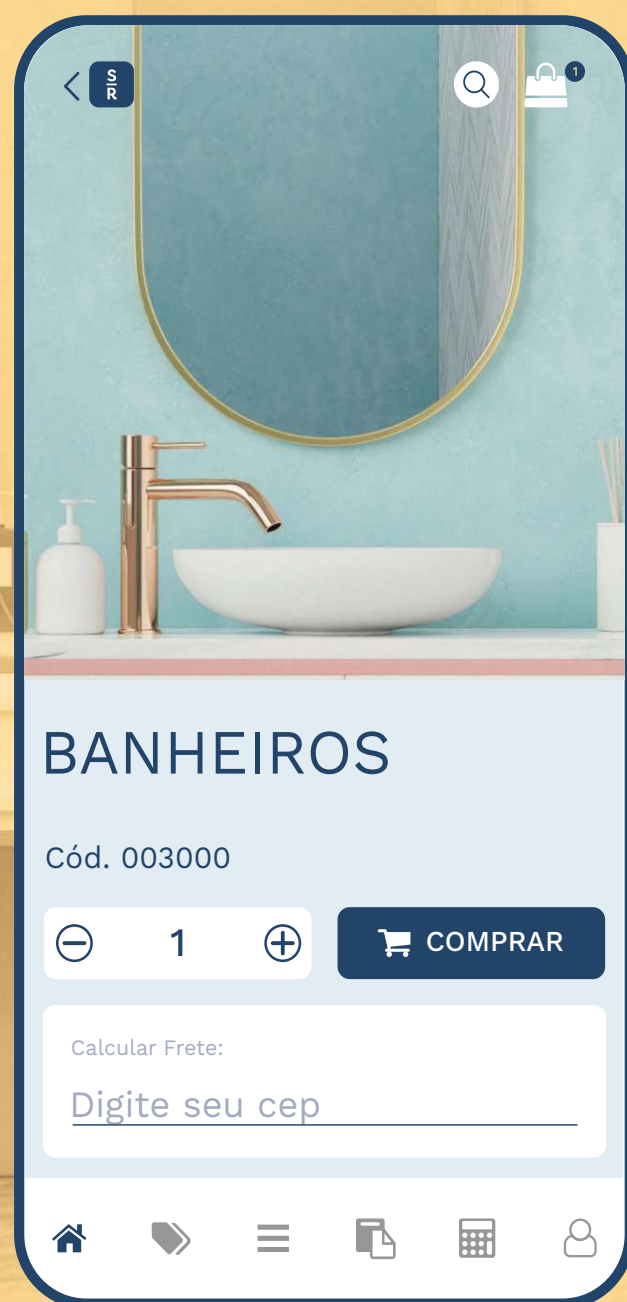 S
R
1
BANHEIROS
Cód. 003000
1
COMPRAR
Calcular Frete:
Digite seu cep